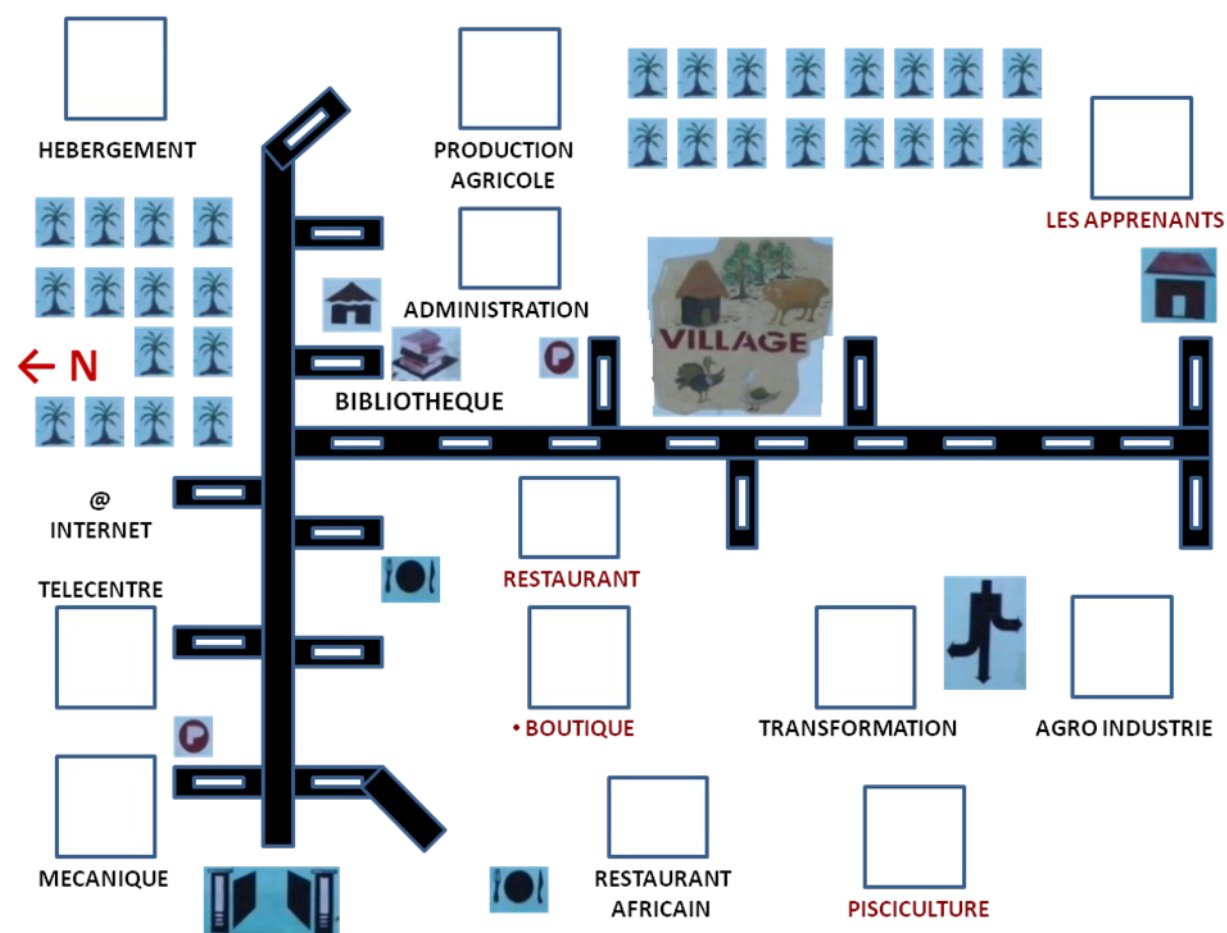 HEBERGEMENT
PRODUCTION
AGRICOLE
LES APPRENANTS
ADMINISTRATION
VILLAGE
← N
P
BIBLIOTHEQUE
@
INTERNET
RESTAURANT
TELECENTRE
P
• BOUTIQUE
TRANSFORMATION
AGRO INDUSTRIE
MECANIQUE
RESTAURANT
AFRICAIN
PISCICULTURE